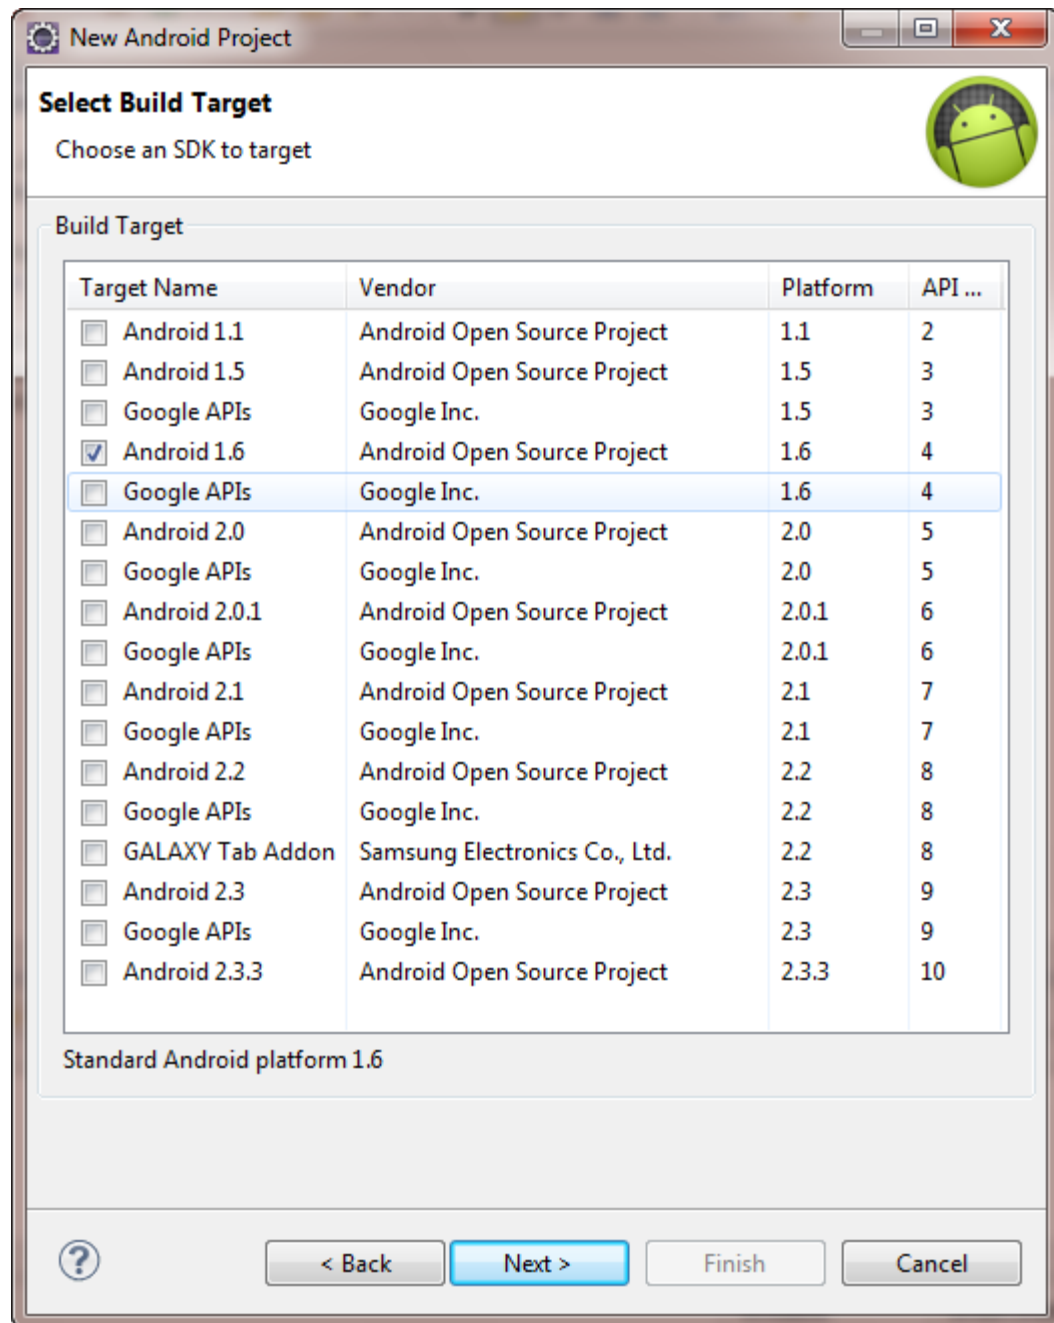 New Android Project
Select Build Target
Choose an SDK to target
Build Target
Target Name Vendor Platform API ...
Android 1.1 Android Open Source Project 1.1 2
Android 1.5 Android Open Source Project 1.5 3
Google APIs Google Inc. 1.5 3
Android 1.6 Android Open Source Project 1.6 4
Google APIs Google Inc. 1.6 4
Android 2.0 Android Open Source Project 2.0 5
Google APIs Google Inc. 2.0 5
Android 2.0.1 Android Open Source Project 2.0.1 6
Google APIs Google Inc. 2.0.1 6
Android 2.1 Android Open Source Project 2.1 7
Google APIs Google Inc. 2.1 7
Android 2.2 Android Open Source Project 2.2 8
Google APIs Google Inc. 2.2 8
GALAXY Tab Addon Samsung Electronics Co., Ltd. 2.2 8
Android 2.3 Android Open Source Project 2.3 9
Google APIs Google Inc. 2.3 9
Android 2.3.3 Android Open Source Project 2.3.3 10
Standard Android platform 1.6
? < Back Next > Finish Cancel